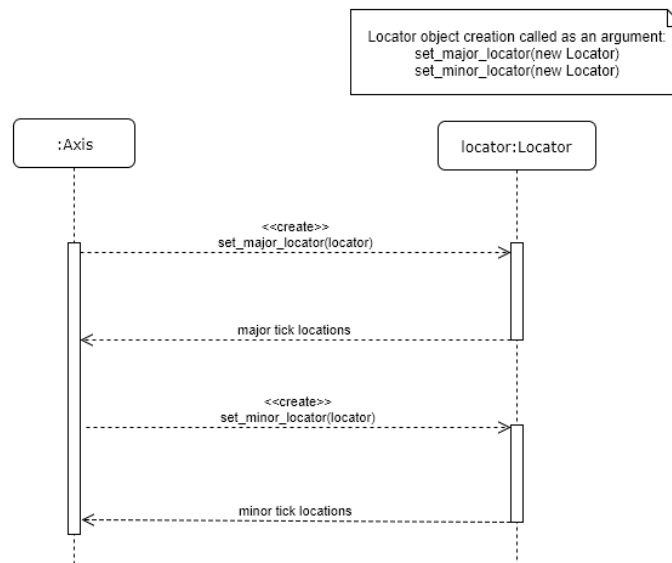 Locator object creation called as an argument:
set_major_locator(new Locator)
set_minor_locator(new Locator)
:Axis
locator:Locator
<<create>>
set_major_locator(locator)
major tick locations
<<create>>
set_minor_locator(locator)
minor tick locations